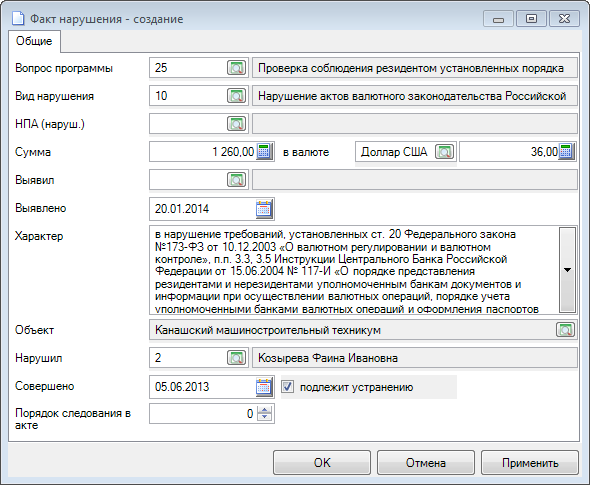 Факт нарушения - создание
Общие
Вопрос программы 25 Проверка соблюдения резидентом установленных порядка
Вид нарушения 10 Нарушение актов валютного законодательства Российской
НПА (наруш.)
Сумма 1 260,00 в валюте Доллар США 36,00
Выявил
Выявлено 20.01.2014
Характер
в нарушение требований, установленных ст. 20 Федерального закона
№173-ФЗ от 10.12.2003 «О валютном регулировании и валютном
контроле», п.п. 3.3, 3.5 Инструкции Центрального Банка Российской
Федерации от 15.06.2004 № 117-И «О порядке представления
резидентами и нерезидентами уполномоченным банкам документов и
информации при осуществлении валютных операций, порядке учета
уполномоченными банками валютных операций и оформления паспортов
Объект Канашский машиностроительный техникум
Нарушил 2 Козырева Фаина Ивановна
Совершено 05.06.2013 подлежит устранению
Порядок следования в 0
акте
OK Отмена Применить